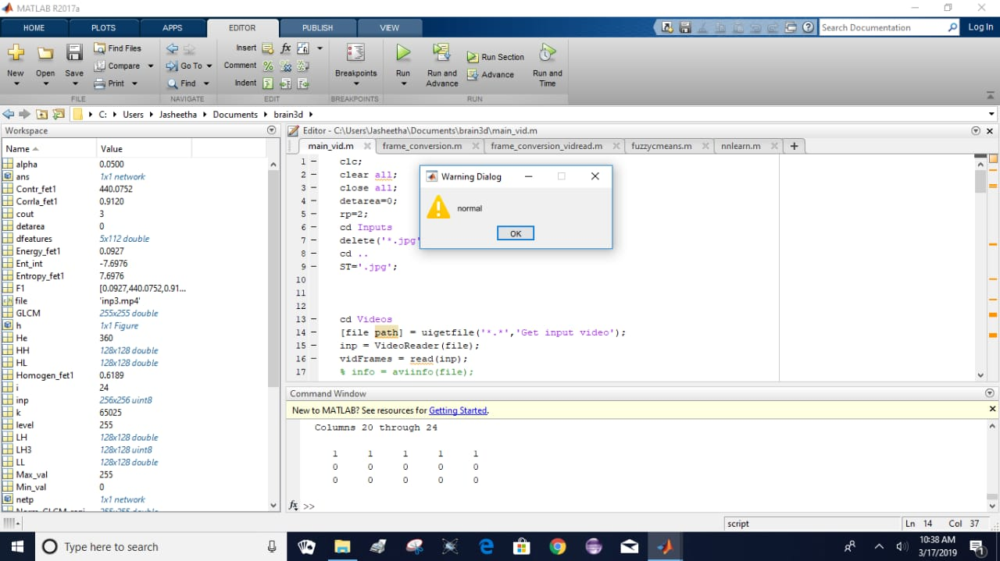 MATLAB R2017a
HOME PLOTS APPS EDITOR PUBLISH VIEW
Search Documentation Log In
New Open Save Find Files Compare Print
Go To Find
Insert fx
Comment
Indent
Breakpoints Run Run and Advance Run Section Advance Run and Time
FILE NAVIGATE EDIT BREAKPOINTS RUN
C: Users Jasheetha Documents brain3d
Workspace
Name Value
alpha 0.0500
ans 1x1 network
Contr_fet1 440.0752
Corrla_fet1 0.9120
cout 3
detarea 0
dfeatures 5x112 double
Energy_fet1 0.0927
Ent_int -7.6976
Entropy_fet1 7.6976
F1 [0.0927,440.0752,0.91...
file 'inp3.mp4'
GLCM 255x255 double
h 1x1 Figure
He 360
HH 128x128 double
HL 128x128 double
Homogen_fet1 0.6189
i 24
inp 256x256 uint8
k 65025
level 255
LH 128x128 double
LH3 128x128 uint8
LL 128x128 double
Max_val 255
Min_val 0
netp 1x1 network
Editor - C:\Users\Jasheetha\Documents\brain3d\main_vid.m
main_vid.m frame_conversion.m frame_conversion_vidread.m fuzzycmeans.m nnlearn.m
1 clc;
2 clear all;
3 close all;
4 detarea=0;
5 rp=2;
6 cd Inputs
7 delete('*.jpg'
8 cd ..
9 ST='.jpg';
10
11
12
13 cd Videos
14 [file path] = uigetfile('*.*','Get input video');
15 inp = VideoReader(file);
16 vidFrames = read(inp);
17 % info = aviinfo(file);
Warning Dialog
normal
OK
Command Window
New to MATLAB? See resources for Getting Started.
Columns 20 through 24
1 1 1 1 1
0 0 0 0 0
0 0 0 0 0
fx >>
script Ln 14 Col 37
Type here to search
10:38 AM
3/17/2019
1